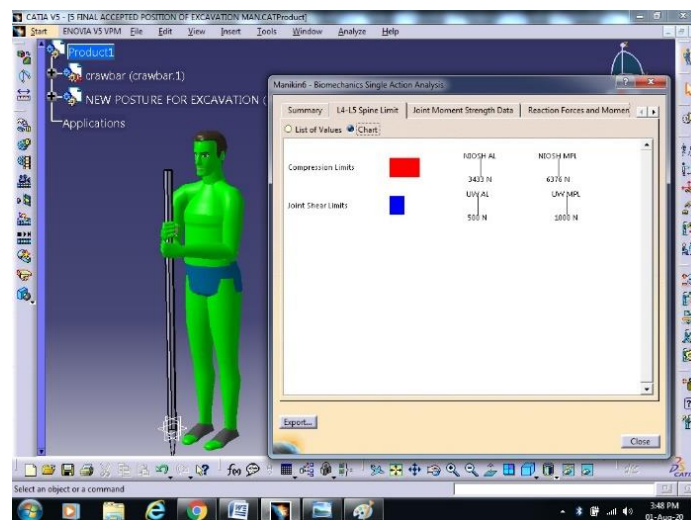 CATIA V5 - [5 FINAL ACCEPTED POSITION OF EXCAVATION MAN.CATProduct]
Start ENOVIA V5 VPM File Edit View Insert Tools Window Analyze Help
Product1
crawbar (crawbar.1)
NEW POSTURE FOR EXCAVATION (
Applications
Manikin6 - Biomechanics Single Action Analysis
Summary L4-L5 Spine Limit Joint Moment Strength Data Reaction Forces and Momen
List of Values Chart
NIOSH AL NIOSH MPL
Compression Limits
3433 N 6376 N
UW AL UW MPL
Joint Shear Limits
500 N 1000 N
Export...
Close
Select an object or a command
3:48 PM
01-Aug-20